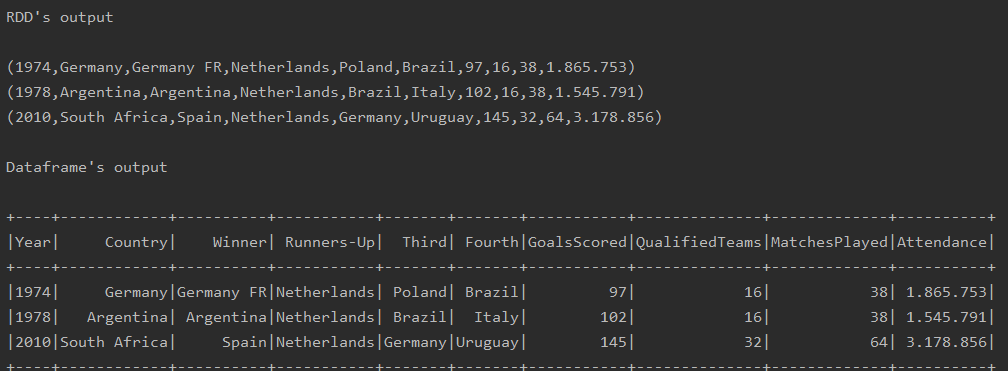 RDD's output
(1974,Germany,Germany FR,Netherlands,Poland,Brazil,97,16,38,1.865.753)
(1978,Argentina,Argentina,Netherlands,Brazil,Italy,102,16,38,1.545.791)
(2010,South Africa,Spain,Netherlands,Germany,Uruguay,145,32,64,3.178.856)
Dataframe's output
+----+------------+----------+-----------+-------+-------+-----------+--------------+-------------+----------+
|Year|     Country|    Winner| Runners-Up|  Third| Fourth|GoalsScored|QualifiedTeams|MatchesPlayed|Attendance|
+----+------------+----------+-----------+-------+-------+-----------+--------------+-------------+----------+
|1974|     Germany|Germany FR|Netherlands| Poland| Brazil|         97|            16|           38| 1.865.753|
|1978|   Argentina| Argentina|Netherlands| Brazil|  Italy|        102|            16|           38| 1.545.791|
|2010|South Africa|     Spain|Netherlands|Germany|Uruguay|        145|            32|           64| 3.178.856|
+----+------------+----------+-----------+-------+-------+-----------+--------------+-------------+----------+